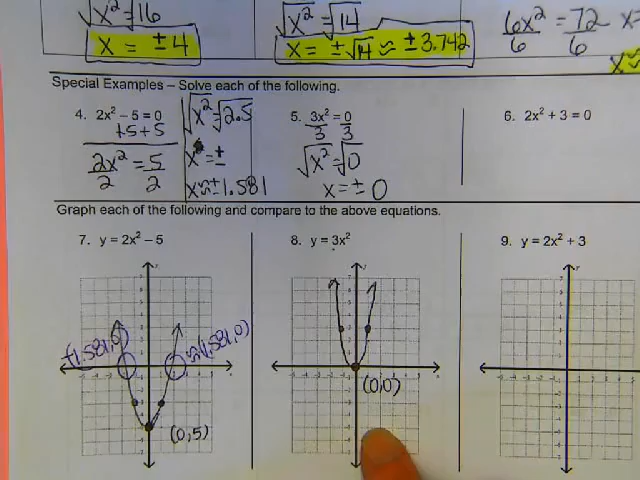 √x² = √16
x = ±4
√x² = √14
x = ±√14 ≈ ±3.742
6x² = 72
6 6
Special Examples – Solve each of the following.
4. 2x² – 5 = 0
+5 +5
2x² = 5
2 2
√x² = √2.5
x = ±
x ≈ ±1.581
5. 3x² = 0
3 3
√x² = √0
x = ± 0
6. 2x² + 3 = 0
Graph each of the following and compare to the above equations.
7. y = 2x² – 5
(0,5)
8. y = 3x²
(0,0)
9. y = 2x² + 3